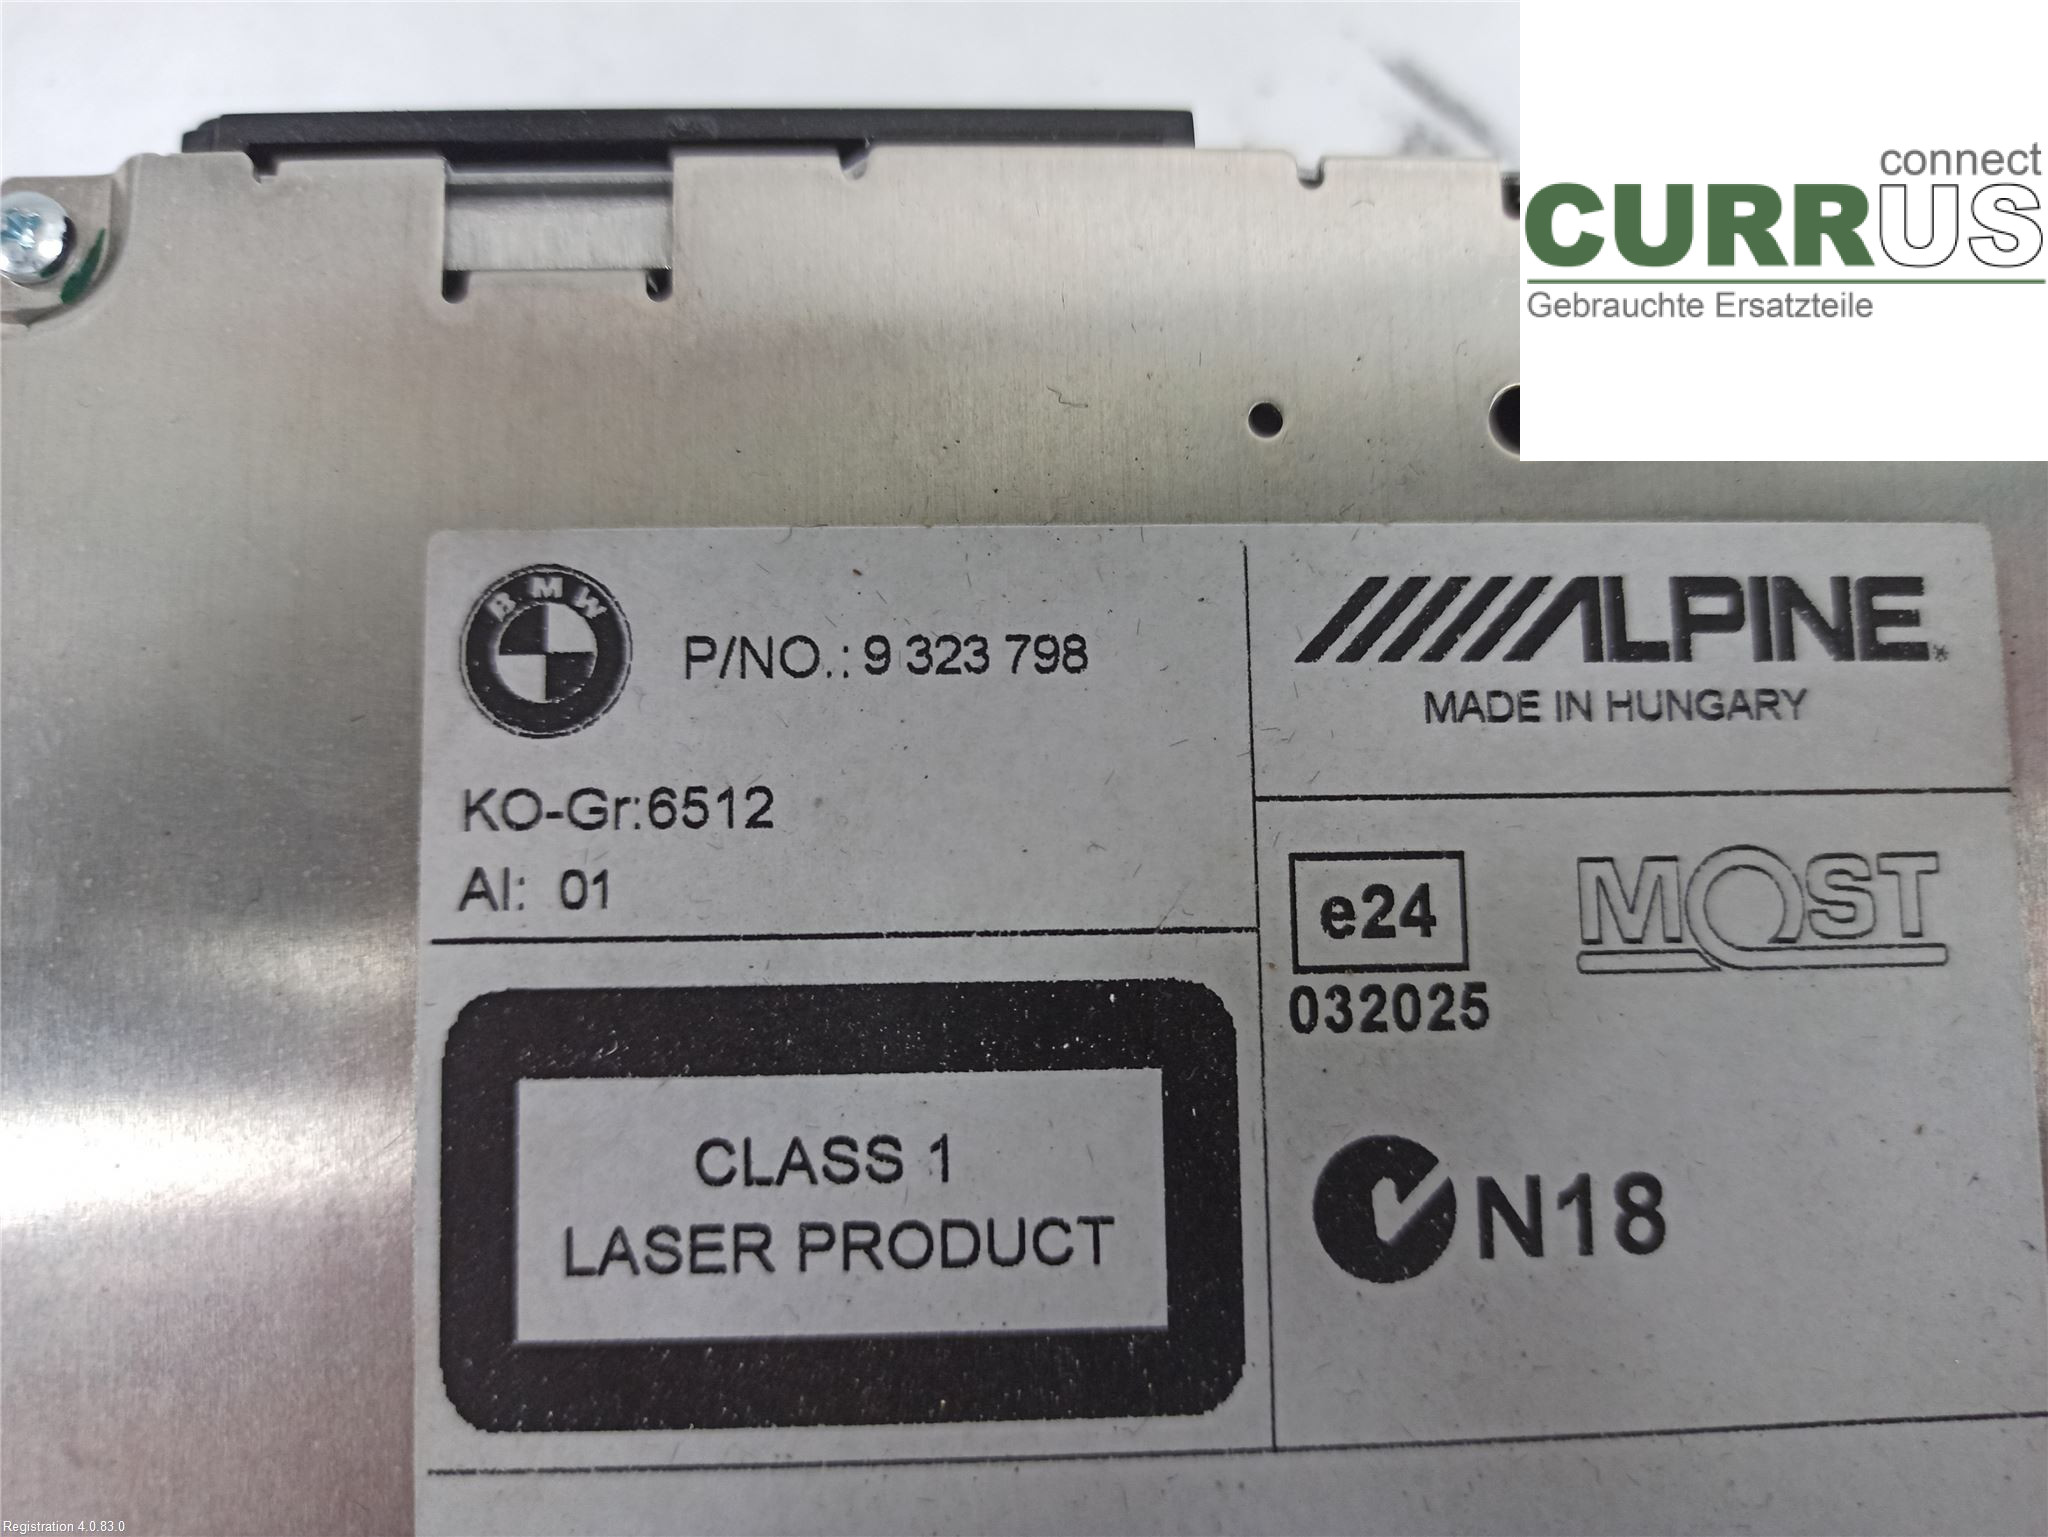 connect
CURRUS
Gebrauchte Ersatzteile
BMW
P/NO.: 9 323 798
ALPINE
MADE IN HUNGARY
KO-Gr:6512
AI: 01
e24
MOST
032025
CLASS 1
LASER PRODUCT
N18
Registration 4.0.83.0